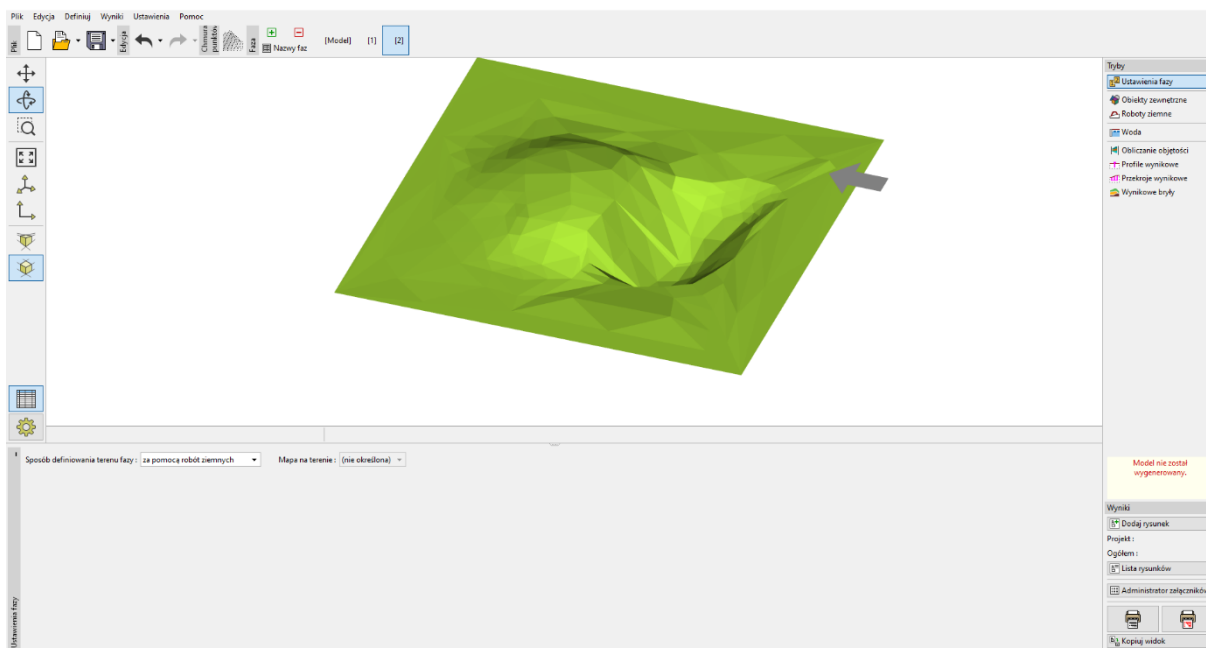 Plik Edycja Definiuj Wyniki Ustawienia Pomoc
Plik
Edycja
Chmura punktów
Faza
Nazwy faz
[Model] [1] [2]
Tryby
Ustawienia fazy
Obiekty zewnętrzne
Roboty ziemne
Woda
Obliczanie objętości
Profile wynikowe
Przekroje wynikowe
Wynikowe bryły
Sposób definiowania terenu fazy : za pomocą robót ziemnych Mapa na terenie : (nie określona)
Ustawienia fazy
Model nie został
wygenerowany.
Wyniki
Dodaj rysunek
Projekt :
Ogółem :
Lista rysunków
Administrator załączników
Kopiuj widok